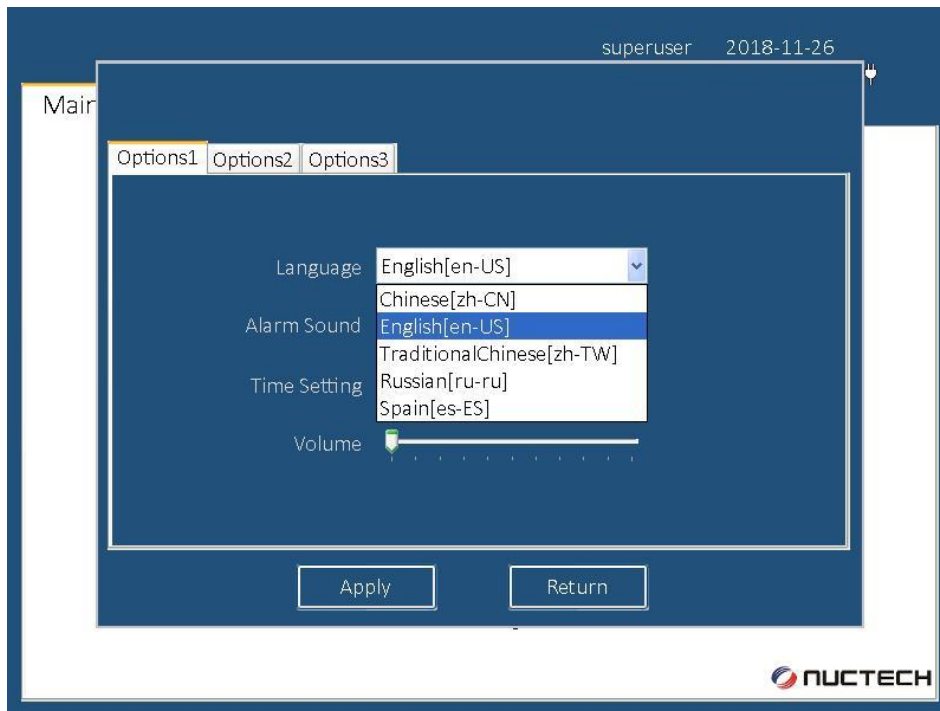 superuser 2018-11-26
Main
Options1 Options2 Options3
Language English[en-US]
Chinese[zh-CN]
Alarm Sound English[en-US]
TraditionalChinese[zh-TW]
Time Setting Russian[ru-ru]
Spain[es-ES]
Volume
Apply Return
NUCTECH